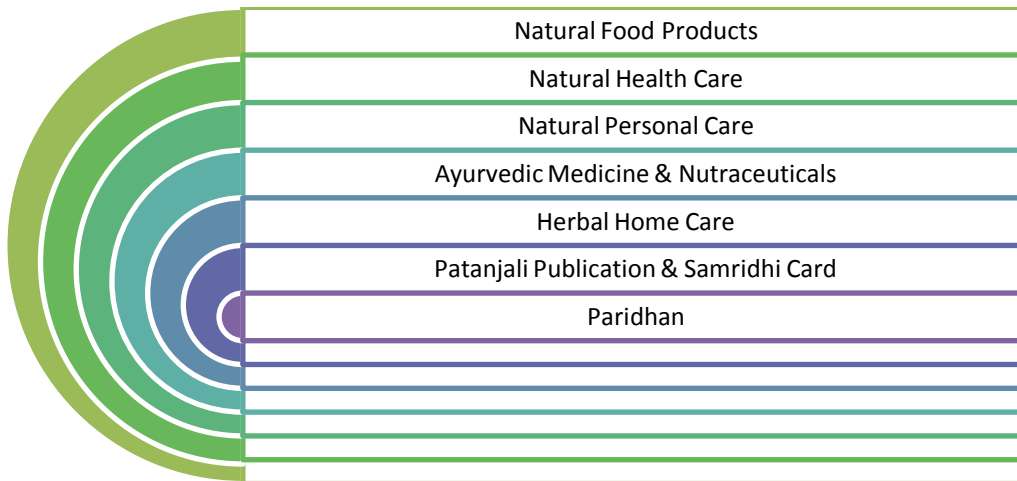 Natural Food Products
Natural Health Care
Natural Personal Care
Ayurvedic Medicine & Nutraceuticals
Herbal Home Care
Patanjali Publication & Samridhi Card
Paridhan